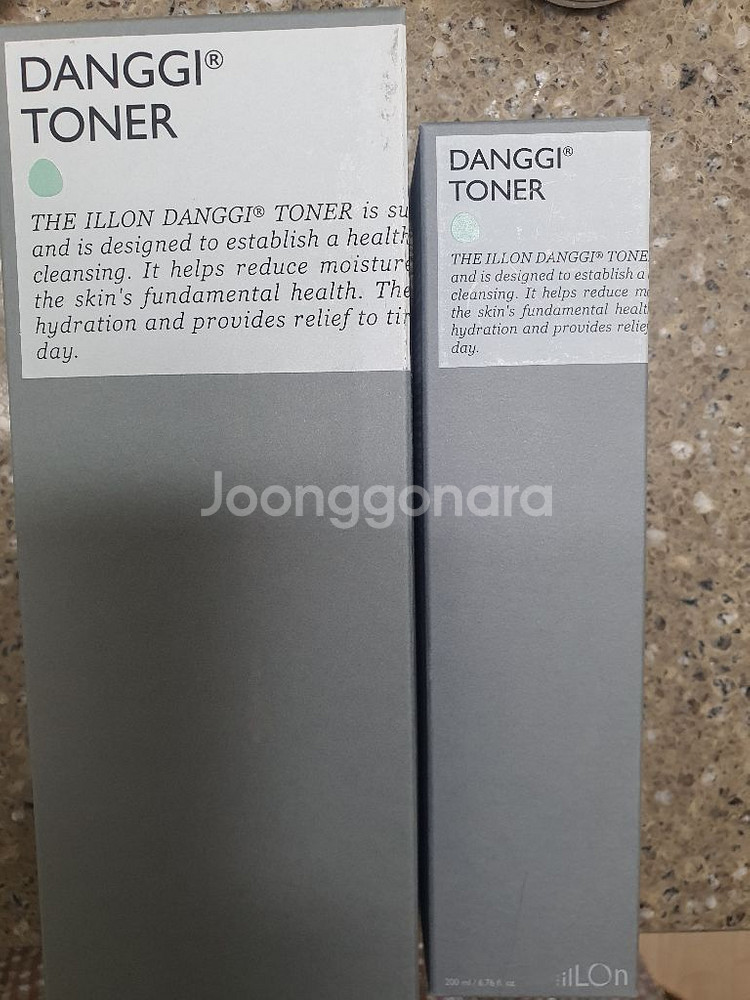 DANGGI®
TONER
THE ILLON DANGGI® TONER is su
and is designed to establish a health
cleansing. It helps reduce moisture
the skin's fundamental health. The
hydration and provides relief to tir
day.
DANGGI®
TONER
THE ILLON DANGGI® TONE
and is designed to establish a
cleansing. It helps reduce m
the skin's fundamental healt
hydration and provides relie
day.
Joonggonara
200 ml / 6.76 fl. oz
illOn